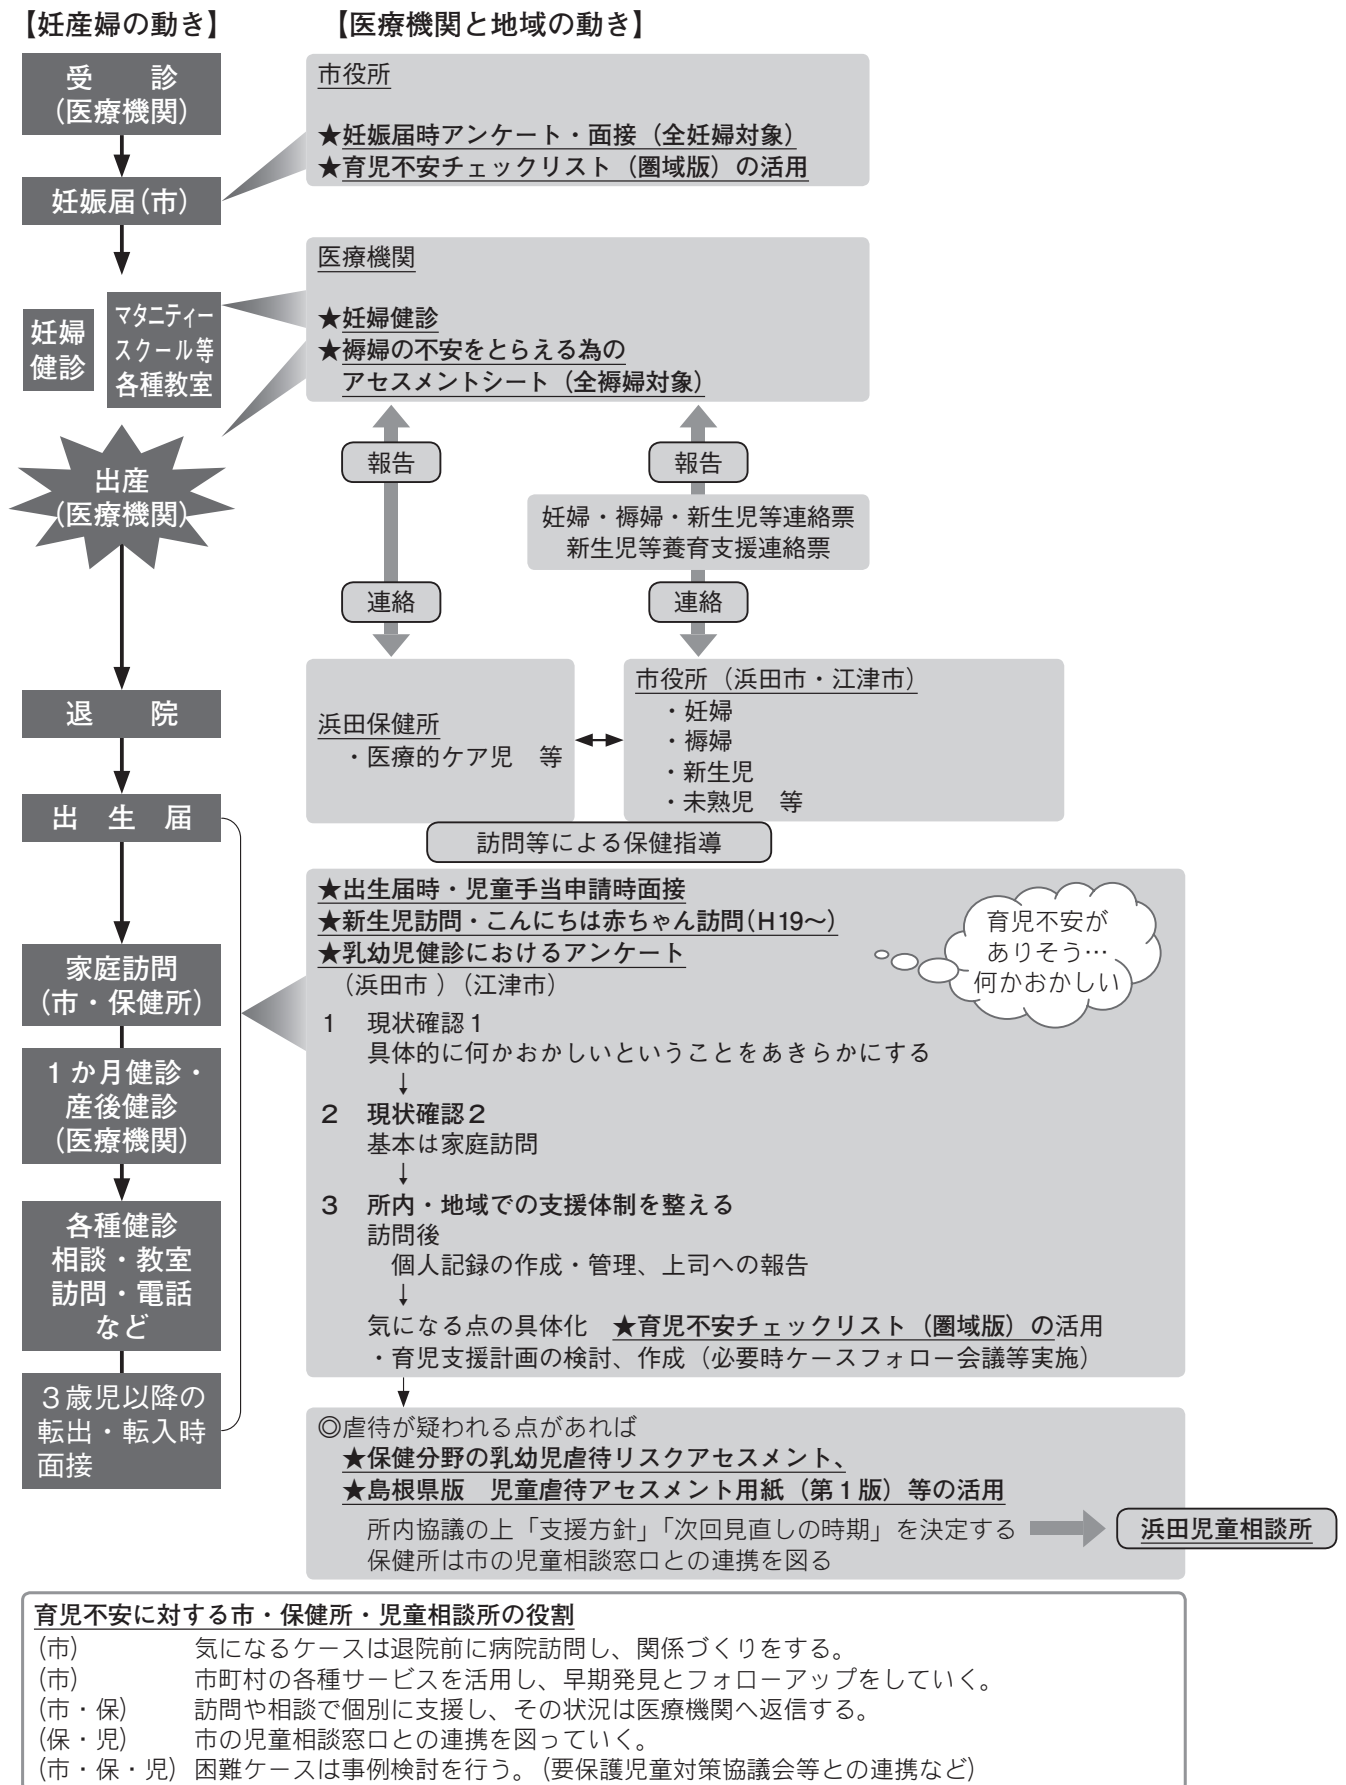 【妊産婦の動き】
【医療機関と地域の動き】
受　診
(医療機関)
妊娠届(市)
妊婦
健診
マタニティー
スクール等
各種教室
出産
(医療機関)
退　院
出 生 届
家庭訪問
(市・保健所)
1か月健診・
産後健診
(医療機関)
各種健診
相談・教室
訪問・電話
など
3歳児以降の
転出・転入時
面接
市役所
★妊娠届時アンケート・面接（全妊婦対象）
★育児不安チェックリスト（圏域版）の活用
医療機関
★妊婦健診
★褥婦の不安をとらえる為の
アセスメントシート（全褥婦対象）
報告
報告
妊婦・褥婦・新生児等連絡票
新生児等養育支援連絡票
連絡
連絡
浜田保健所
・医療的ケア児　等
市役所（浜田市・江津市）
・妊婦
・褥婦
・新生児
・未熟児　等
訪問等による保健指導
★出生届時・児童手当申請時面接
★新生児訪問・こんにちは赤ちゃん訪問(H19〜)
★乳幼児健診におけるアンケート
（浜田市 ）（江津市）
育児不安が
ありそう…
何かおかしい
1　現状確認1
具体的に何かおかしいということをあきらかにする
↓
2　現状確認2
基本は家庭訪問
↓
3　所内・地域での支援体制を整える
訪問後
個人記録の作成・管理、上司への報告
↓
気になる点の具体化　★育児不安チェックリスト（圏域版）の活用
・育児支援計画の検討、作成（必要時ケースフォロー会議等実施）
◎虐待が疑われる点があれば
★保健分野の乳幼児虐待リスクアセスメント、
★島根県版　児童虐待アセスメント用紙（第1版）等の活用
所内協議の上「支援方針」「次回見直しの時期」を決定する
保健所は市の児童相談窓口との連携を図る
浜田児童相談所
育児不安に対する市・保健所・児童相談所の役割
(市)　気になるケースは退院前に病院訪問し、関係づくりをする。
(市)　市町村の各種サービスを活用し、早期発見とフォローアップをしていく。
(市・保)　訪問や相談で個別に支援し、その状況は医療機関へ返信する。
(保・児)　市の児童相談窓口との連携を図っていく。
(市・保・児)　困難ケースは事例検討を行う。(要保護児童対策協議会等との連携など)